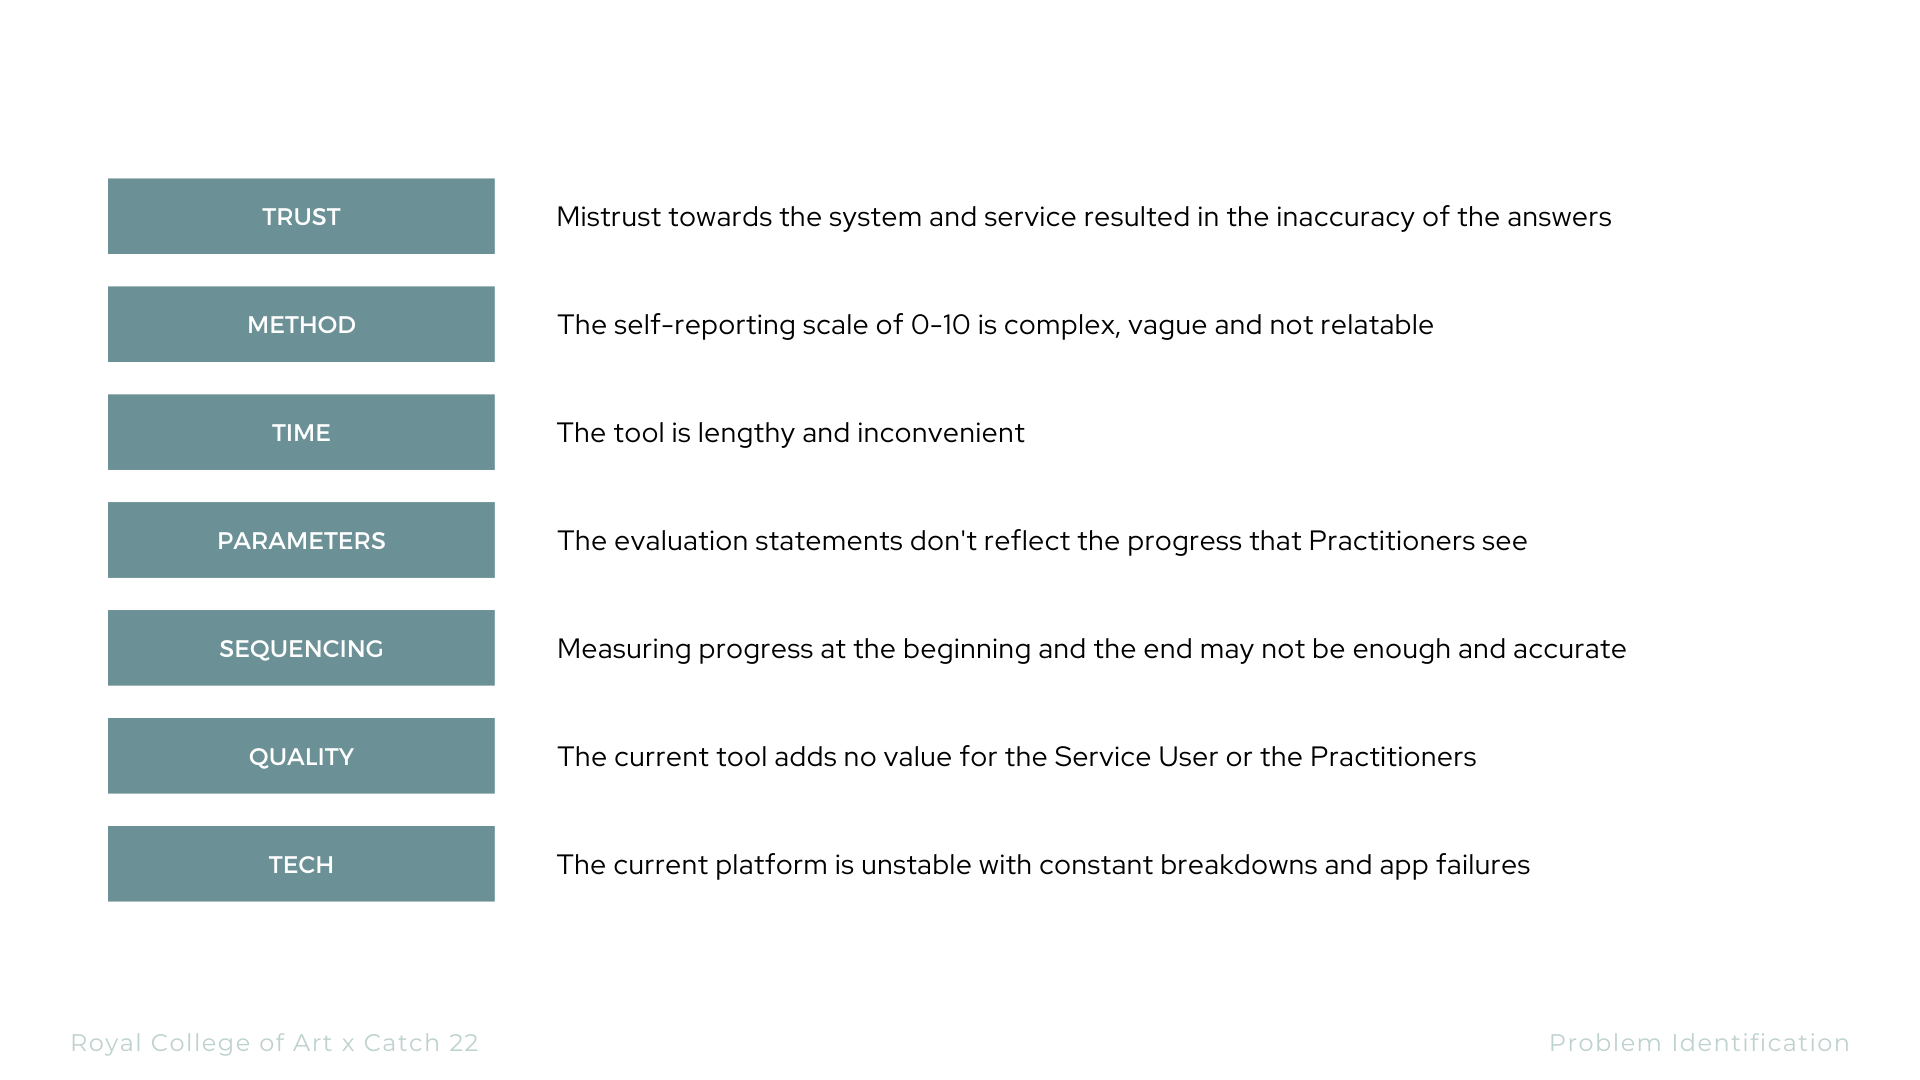 TRUST
Mistrust towards the system and service resulted in the inaccuracy of the answers
METHOD
The self-reporting scale of 0-10 is complex, vague and not relatable
TIME
The tool is lengthy and inconvenient
PARAMETERS
The evaluation statements don't reflect the progress that Practitioners see
SEQUENCING
Measuring progress at the beginning and the end may not be enough and accurate
QUALITY
The current tool adds no value for the Service User or the Practitioners
TECH
The current platform is unstable with constant breakdowns and app failures
Royal College of Art x Catch 22
Problem Identification